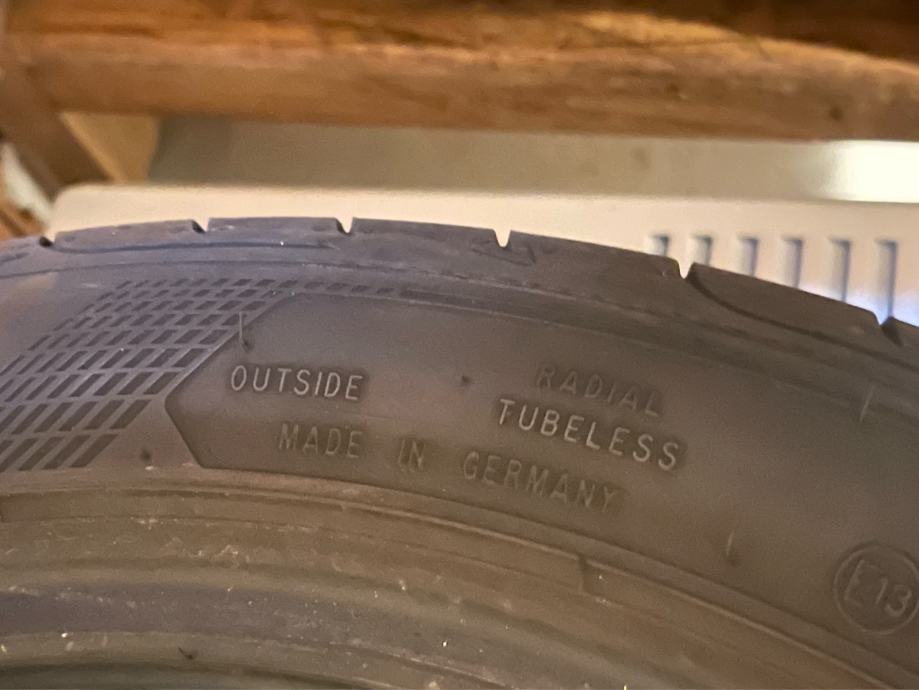 OUTSIDE
RADIAL
TUBELESS
MADE IN GERMANY
E13